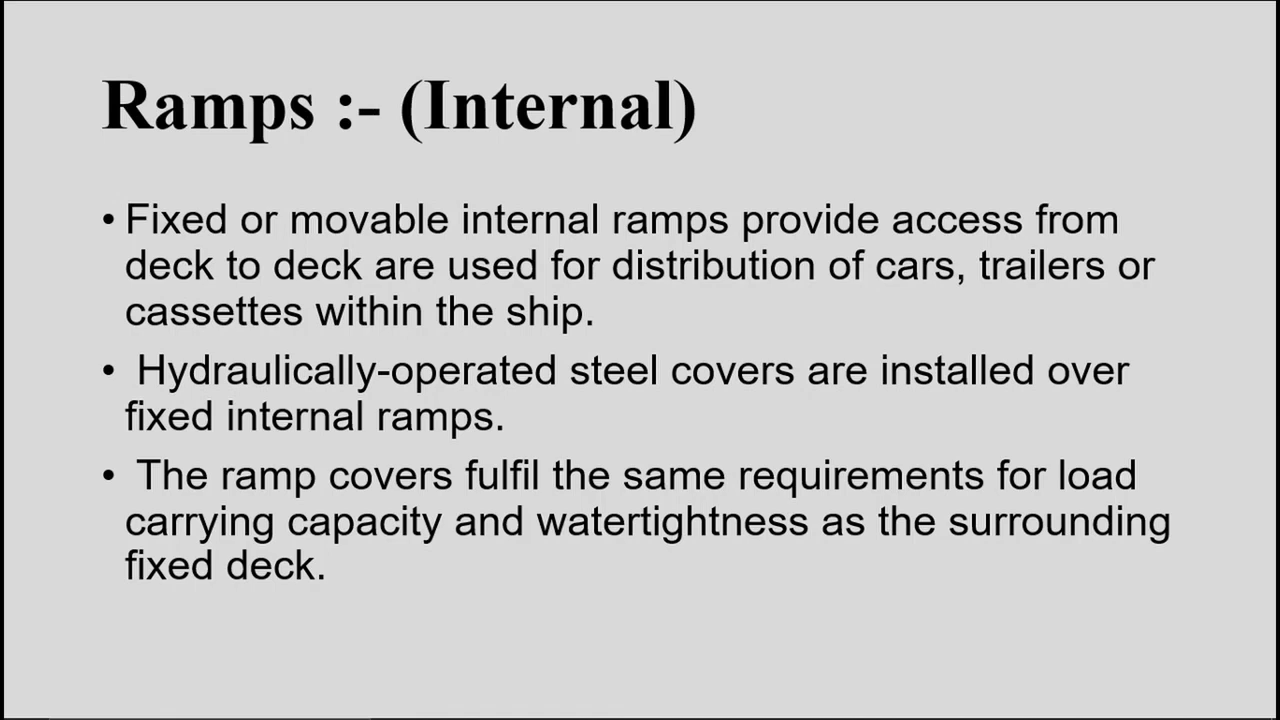 Ramps :- (Internal)
• Fixed or movable internal ramps provide access from
deck to deck are used for distribution of cars, trailers or
cassettes within the ship.
• Hydraulically-operated steel covers are installed over
fixed internal ramps.
• The ramp covers fulfil the same requirements for load
carrying capacity and watertightness as the surrounding
fixed deck.